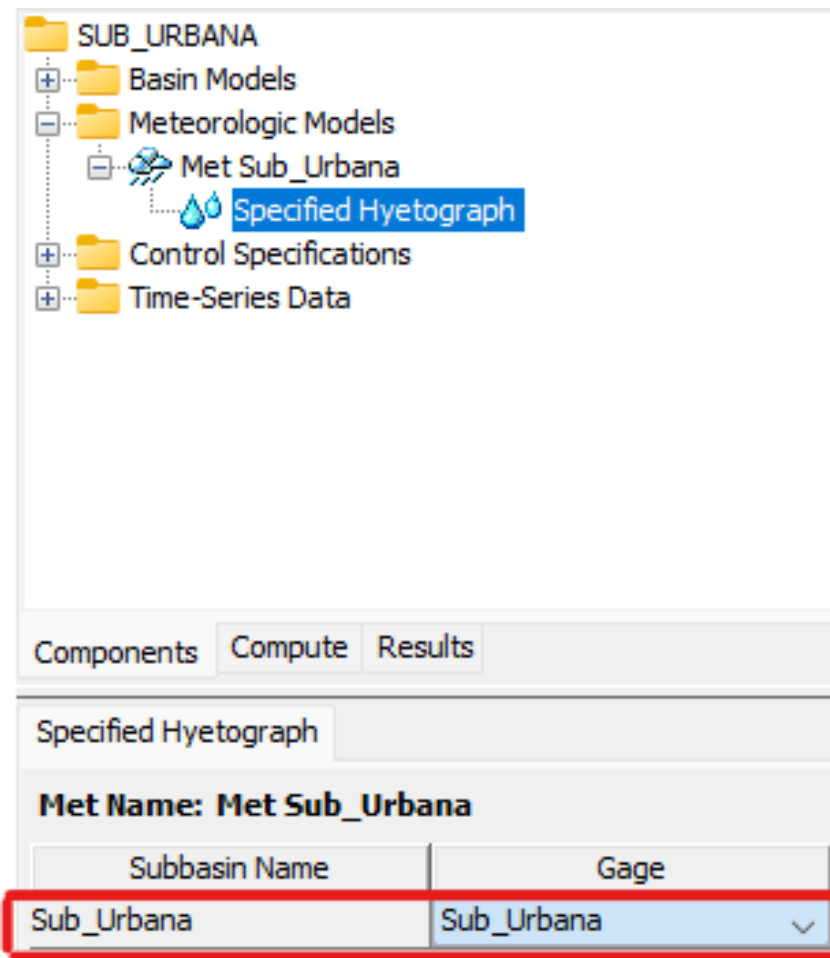 SUB_URBANA
Basin Models
Meteorologic Models
Met Sub_Urbana
Specified Hyetograph
Control Specifications
Time-Series Data
Components Compute Results
Specified Hyetograph
Met Name: Met Sub_Urbana
Subbasin Name Gage
Sub_Urbana Sub_Urbana